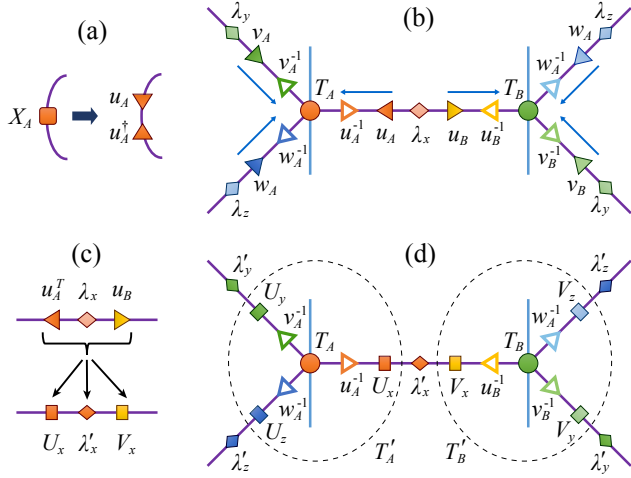 (a)
X_A
u_A
u_A^†
(b)
λ_y
v_A
v_A^{-1}
T_A
w_A^{-1}
w_A
λ_z
u_A^{-1} u_A λ_x u_B u_B^{-1}
T_B
λ_z
w_A
w_A^{-1}
v_B^{-1}
v_B
λ_y
(c)
u_A^T λ_x u_B
U_x λ'_x V_x
(d)
λ'_y
U_y
v_A^{-1}
T_A
w_A^{-1}
U_z
λ'_z
u_A^{-1} U_x λ'_x V_x u_B^{-1}
T'_A T'_B
T_B
λ'_z
V_z
w_A^{-1}
v_B^{-1}
V_y
λ'_y